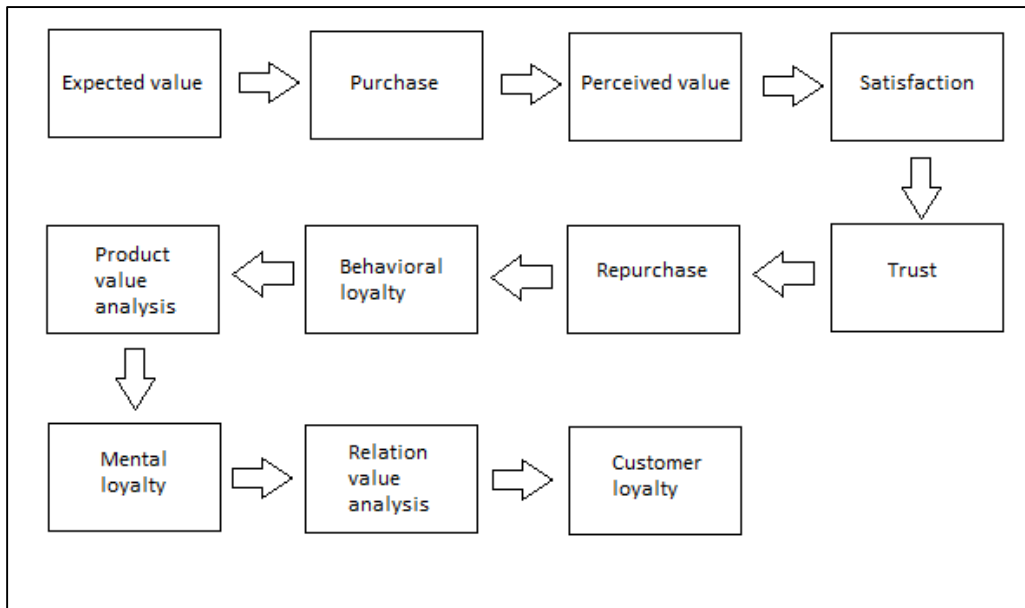 Expected value
Purchase
Perceived value
Satisfaction
Product
value
analysis
Behavioral
loyalty
Repurchase
Trust
Mental
loyalty
Relation
value
analysis
Customer
loyalty